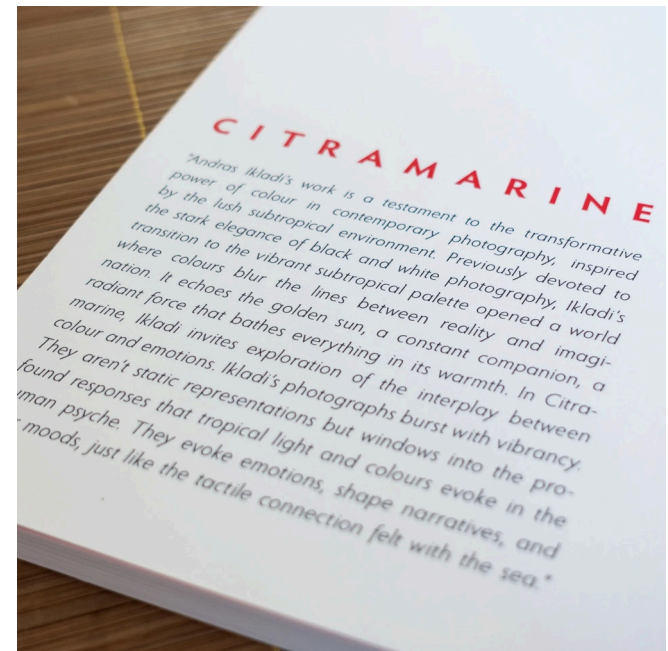 CITRAMARINE
"Andras Ikladi's work is a testament to the transformative
power of colour in contemporary photography, inspired
by the lush subtropical environment. Previously devoted to
the stark elegance of black and white photography, Ikladi's
transition to the vibrant subtropical palette opened a world
where colours blur the lines between reality and imagi-
nation. It echoes the golden sun, a constant companion, a
radiant force that bathes everything in its warmth. In Citra-
marine, Ikladi invites exploration of the interplay between
colour and emotions. Ikladi's photographs burst with vibrancy.
They aren't static representations but windows into the pro-
found responses that tropical light and colours evoke in the
psyche. They evoke emotions, shape narratives, and
moods, just like the tactile connection felt with the sea."